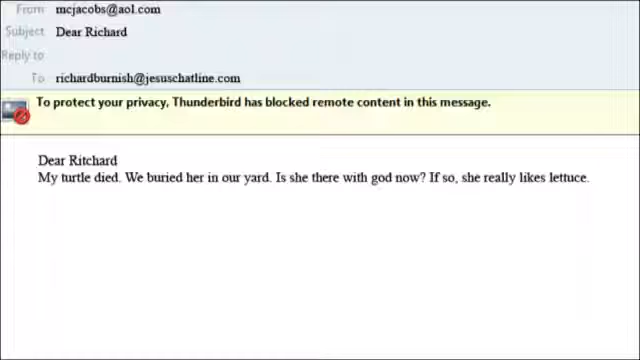 From mcjacobs@aol.com
Subject Dear Richard
Reply to
To richardburnish@jesuschatline.com
To protect your privacy, Thunderbird has blocked remote content in this message.
Dear Ritchard
My turtle died. We buried her in our yard. Is she there with god now? If so, she really likes lettuce.